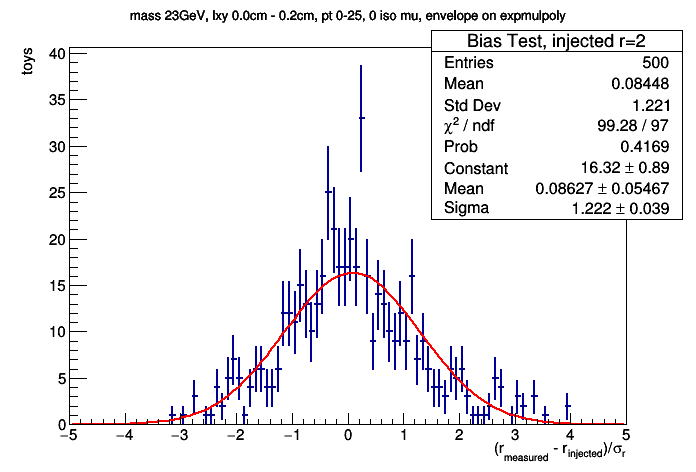 mass 23GeV, lxy 0.0cm - 0.2cm, pt 0-25, 0 iso mu, envelope on expmulpoly
Bias Test, injected r=2
Entries 500
Mean 0.08448
Std Dev 1.221
χ² / ndf 99.28 / 97
Prob 0.4169
Constant 16.32 ± 0.89
Mean 0.08627 ± 0.05467
Sigma 1.222 ± 0.039
toys
40
35
30
25
20
15
10
5
0
−5 −4 −3 −2 −1 0 1 2 3 4 5
(r_measured - r_injected)/σ_r